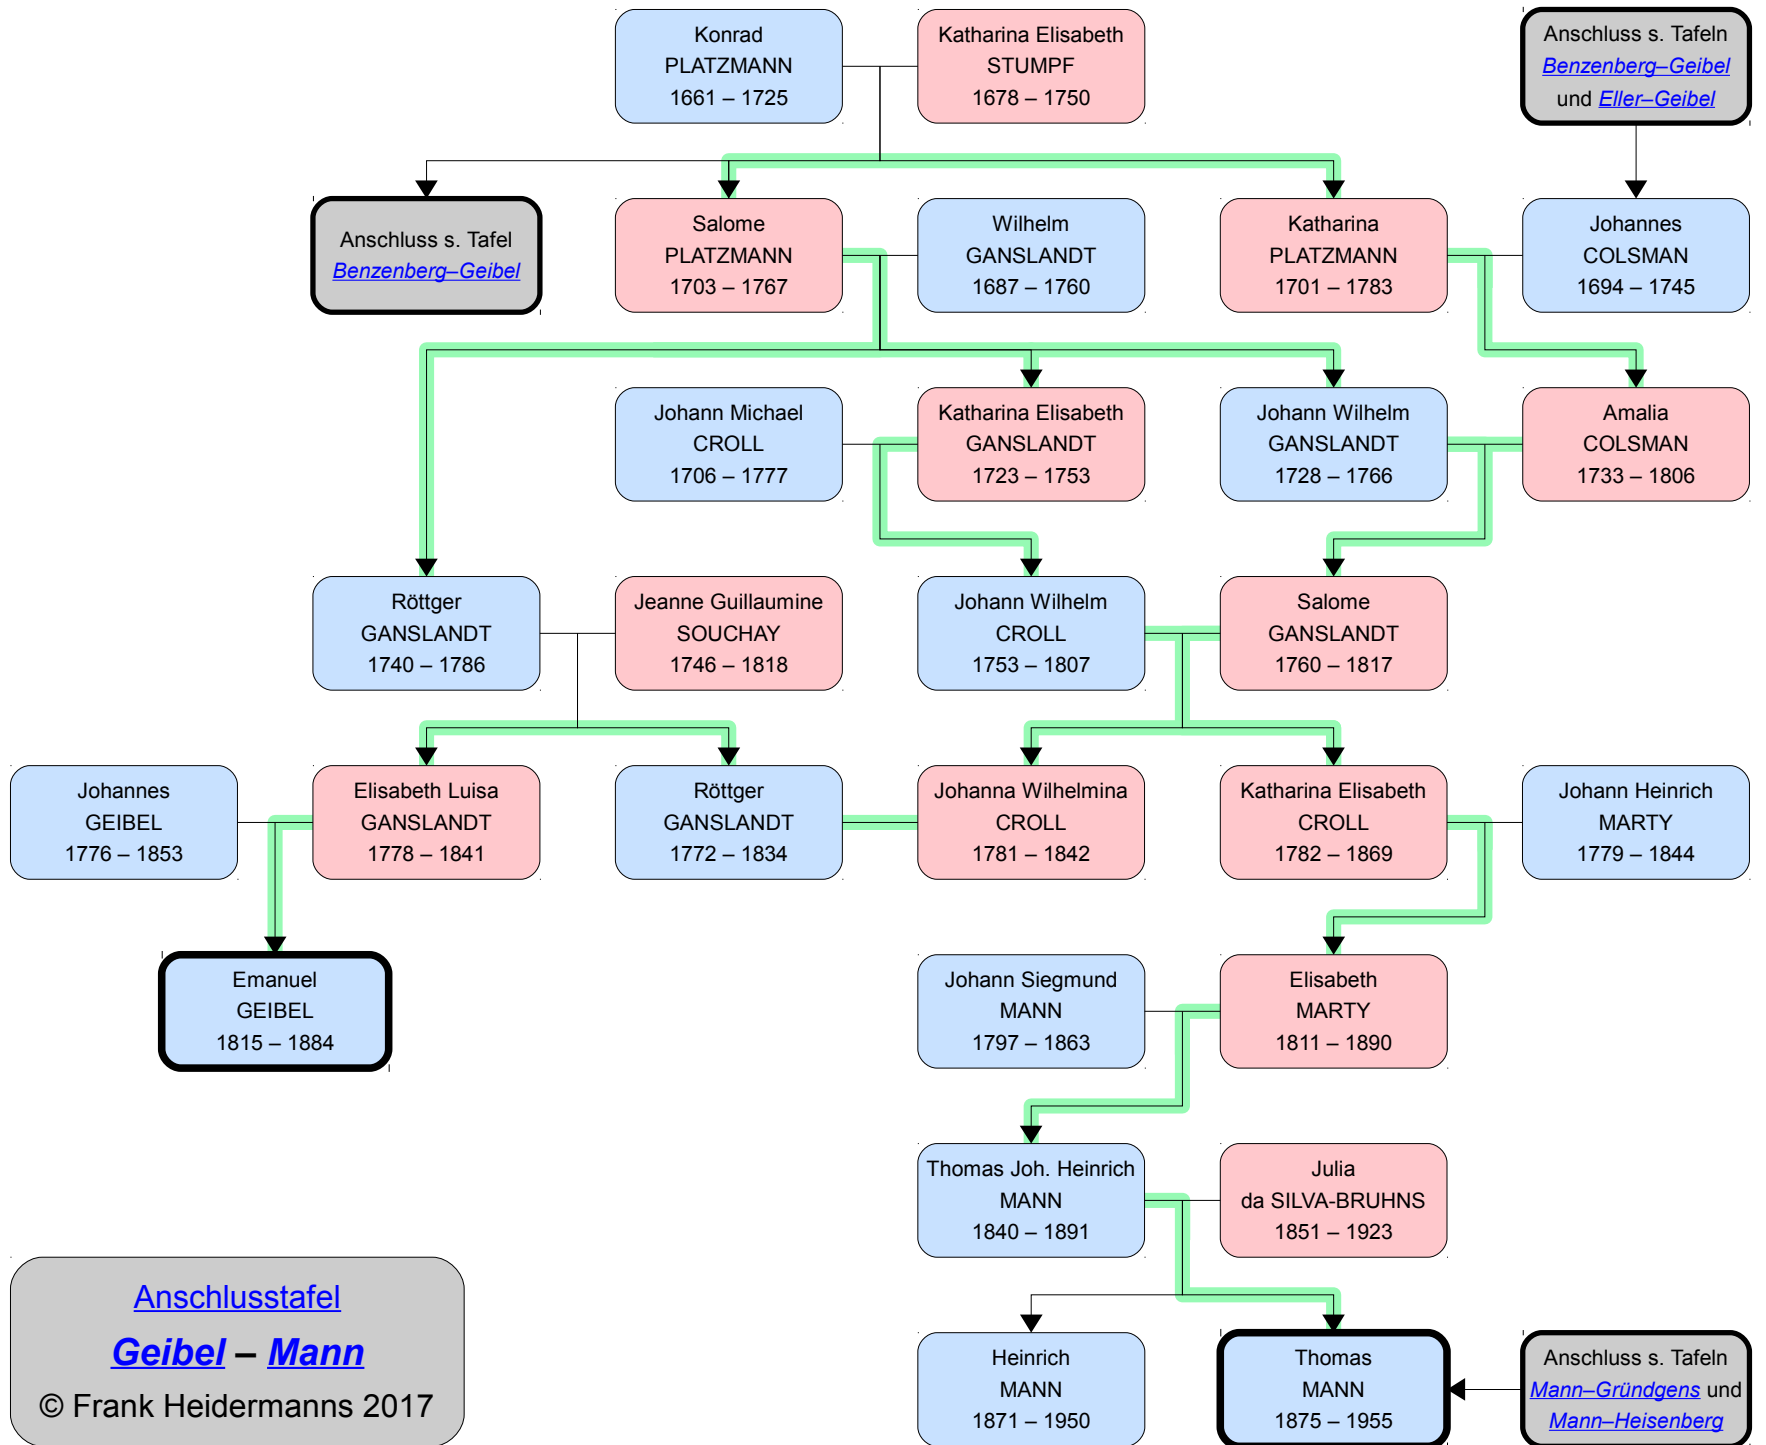 Konrad
PLATZMANN
1661 – 1725
Katharina Elisabeth
STUMPF
1678 – 1750
Anschluss s. Tafeln
Benzenberg–Geibel
und Eller–Geibel
Anschluss s. Tafel
Benzenberg–Geibel
Salome
PLATZMANN
1703 – 1767
Wilhelm
GANSLANDT
1687 – 1760
Katharina
PLATZMANN
1701 – 1783
Johannes
COLSMAN
1694 – 1745
Johann Michael
CROLL
1706 – 1777
Katharina Elisabeth
GANSLANDT
1723 – 1753
Johann Wilhelm
GANSLANDT
1728 – 1766
Amalia
COLSMAN
1733 – 1806
Röttger
GANSLANDT
1740 – 1786
Jeanne Guillaumine
SOUCHAY
1746 – 1818
Johann Wilhelm
CROLL
1753 – 1807
Salome
GANSLANDT
1760 – 1817
Johannes
GEIBEL
1776 – 1853
Elisabeth Luisa
GANSLANDT
1778 – 1841
Röttger
GANSLANDT
1772 – 1834
Johanna Wilhelmina
CROLL
1781 – 1842
Katharina Elisabeth
CROLL
1782 – 1869
Johann Heinrich
MARTY
1779 – 1844
Emanuel
GEIBEL
1815 – 1884
Johann Siegmund
MANN
1797 – 1863
Elisabeth
MARTY
1811 – 1890
Thomas Joh. Heinrich
MANN
1840 – 1891
Julia
da SILVA-BRUHNS
1851 – 1923
Anschlusstafel
Geibel – Mann
© Frank Heidermanns 2017
Heinrich
MANN
1871 – 1950
Thomas
MANN
1875 – 1955
Anschluss s. Tafeln
Mann–Gründgens und
Mann–Heisenberg